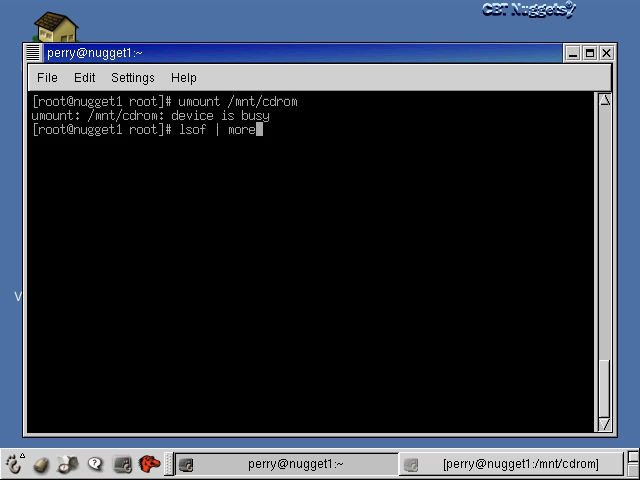 CBT Nuggets
perry@nugget1:~
File Edit Settings Help
[root@nugget1 root]# umount /mnt/cdrom
umount: /mnt/cdrom: device is busy
[root@nugget1 root]# lsof | more
V
perry@nugget1:~
[perry@nugget1:/mnt/cdrom]